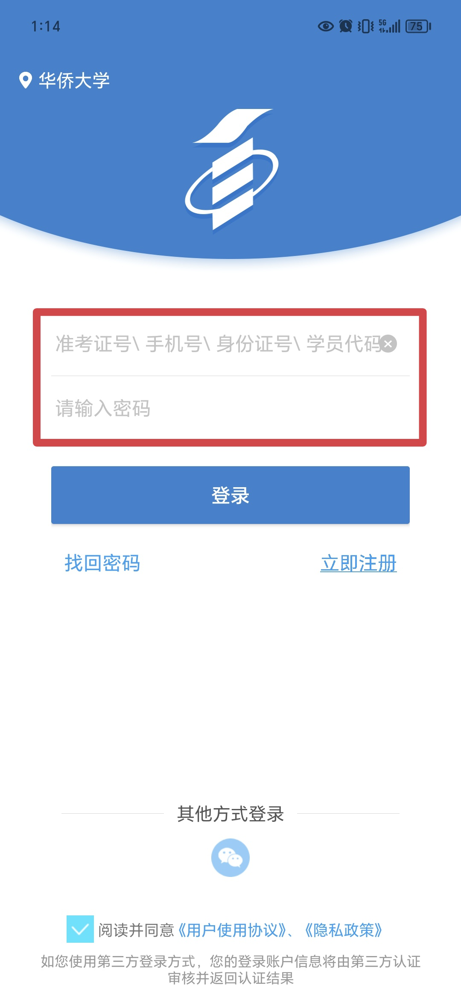 1:14
5G
75
华侨大学
准考证号\ 手机号\ 身份证号\ 学员代码
请输入密码
登录
找回密码
立即注册
其他方式登录
阅读并同意《用户使用协议》、《隐私政策》
如您使用第三方登录方式，您的登录账户信息将由第三方认证
审核并返回认证结果